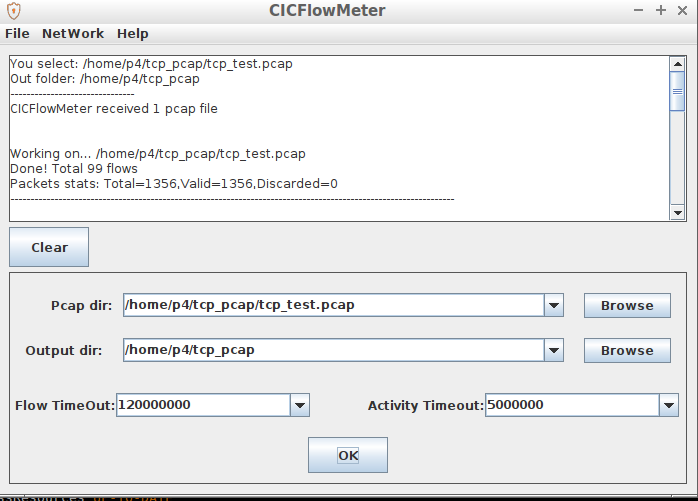 CICFlowMeter
File NetWork Help
You select: /home/p4/tcp_pcap/tcp_test.pcap
Out folder: /home/p4/tcp_pcap
-------------------------------
CICFlowMeter received 1 pcap file
Working on... /home/p4/tcp_pcap/tcp_test.pcap
Done! Total 99 flows
Packets stats: Total=1356,Valid=1356,Discarded=0
---------------------------------------------------------------------------------------------------------------
Clear
Pcap dir: /home/p4/tcp_pcap/tcp_test.pcap Browse
Output dir: /home/p4/tcp_pcap Browse
Flow TimeOut: 120000000 Activity Timeout: 5000000
OK